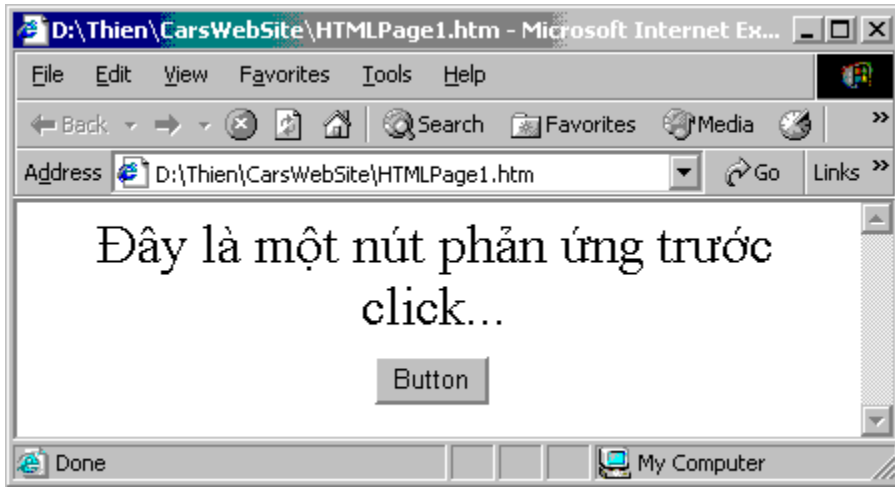 D:\Thien\CarsWebSite\HTMLPage1.htm - Microsoft Internet Ex...
File Edit View Favorites Tools Help
Back Search Favorites Media »
Address D:\Thien\CarsWebSite\HTMLPage1.htm Go Links »
Đây là một nút phản ứng trước
click...
Button
Done My Computer